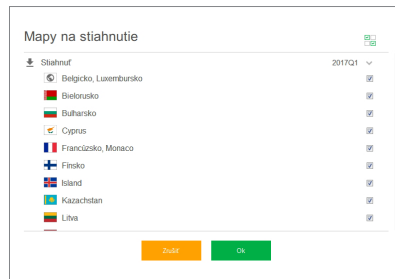 Mapy na stiahnutie
Stiahnuť 2017Q1
Belgicko, Luxembursko
Bielorusko
Bulharsko
Cyprus
Francúzsko, Monaco
Fínsko
Island
Kazachstan
Litva
Zrušiť Ok